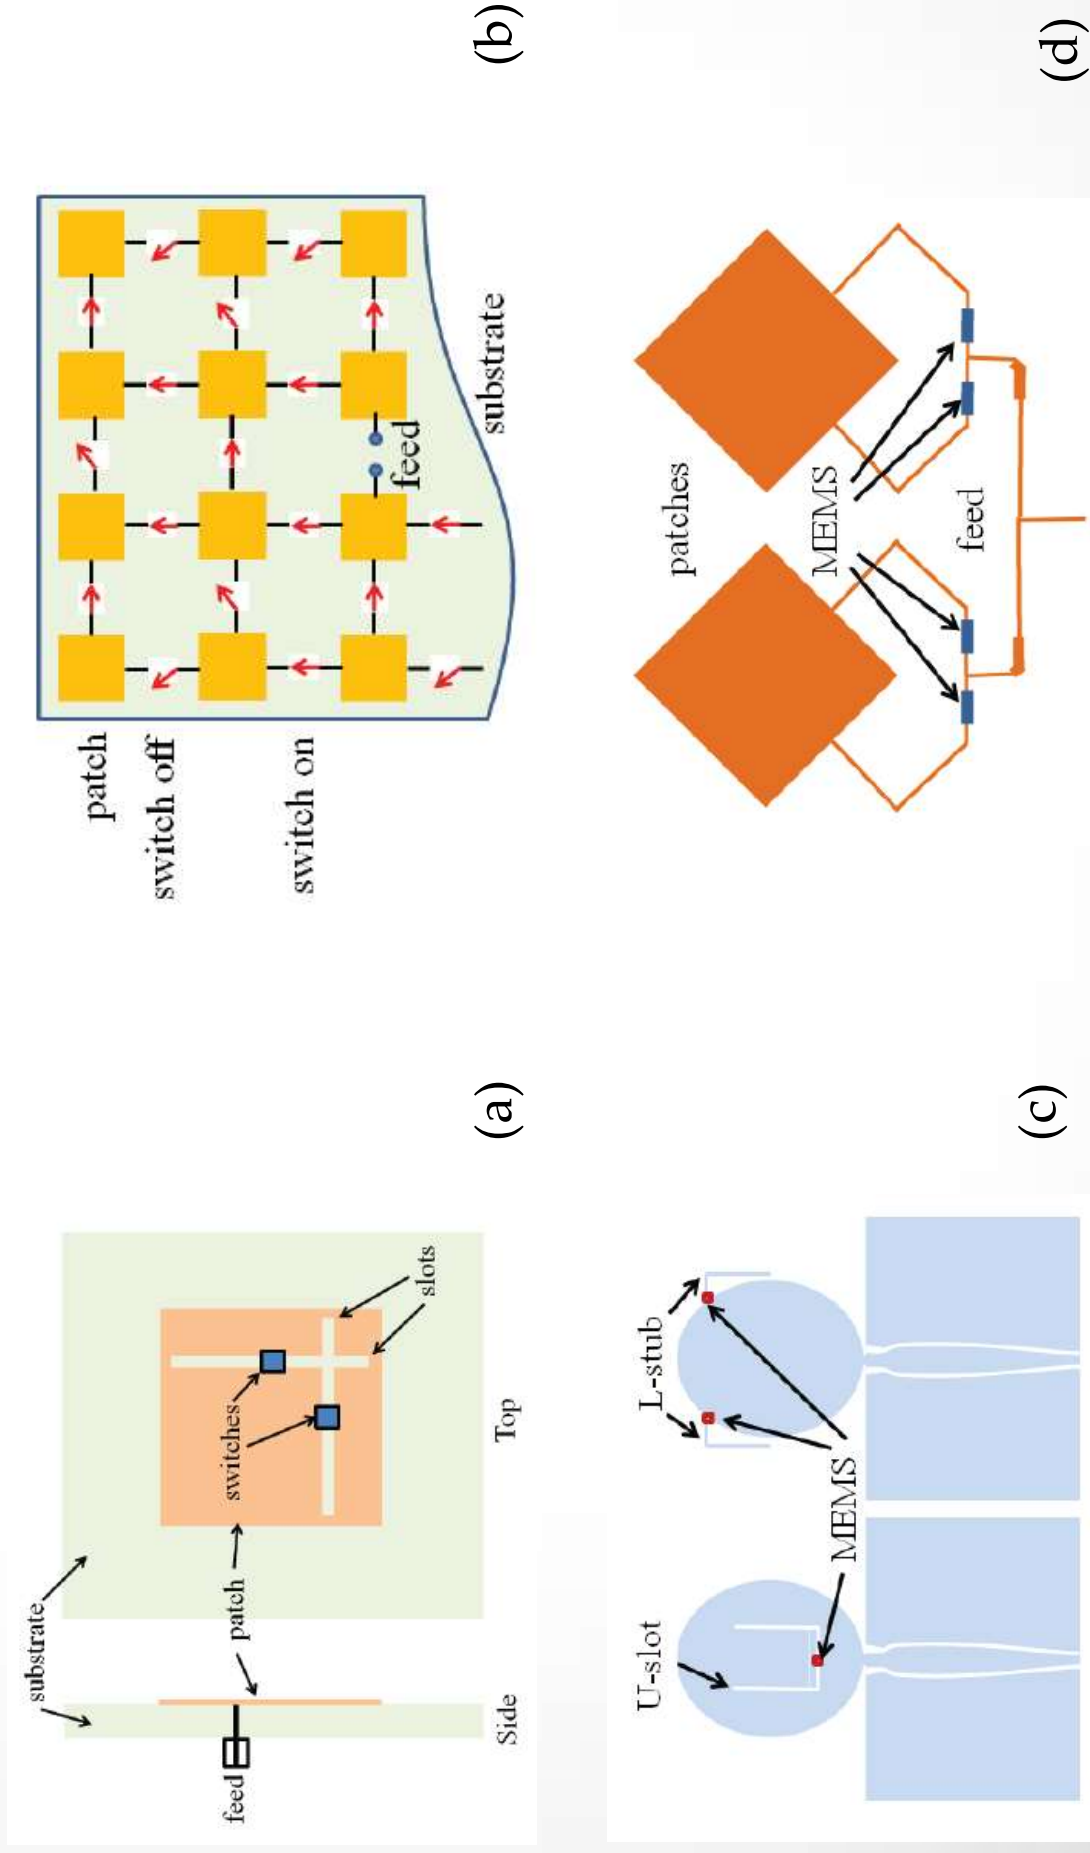 substrate
feed
patch
switches
slots
Side
Top
(a)
patch
switch off
switch on
feed
substrate
(b)
U-slot
L-stub
MEMS
(c)
patches
MEMS
feed
(d)